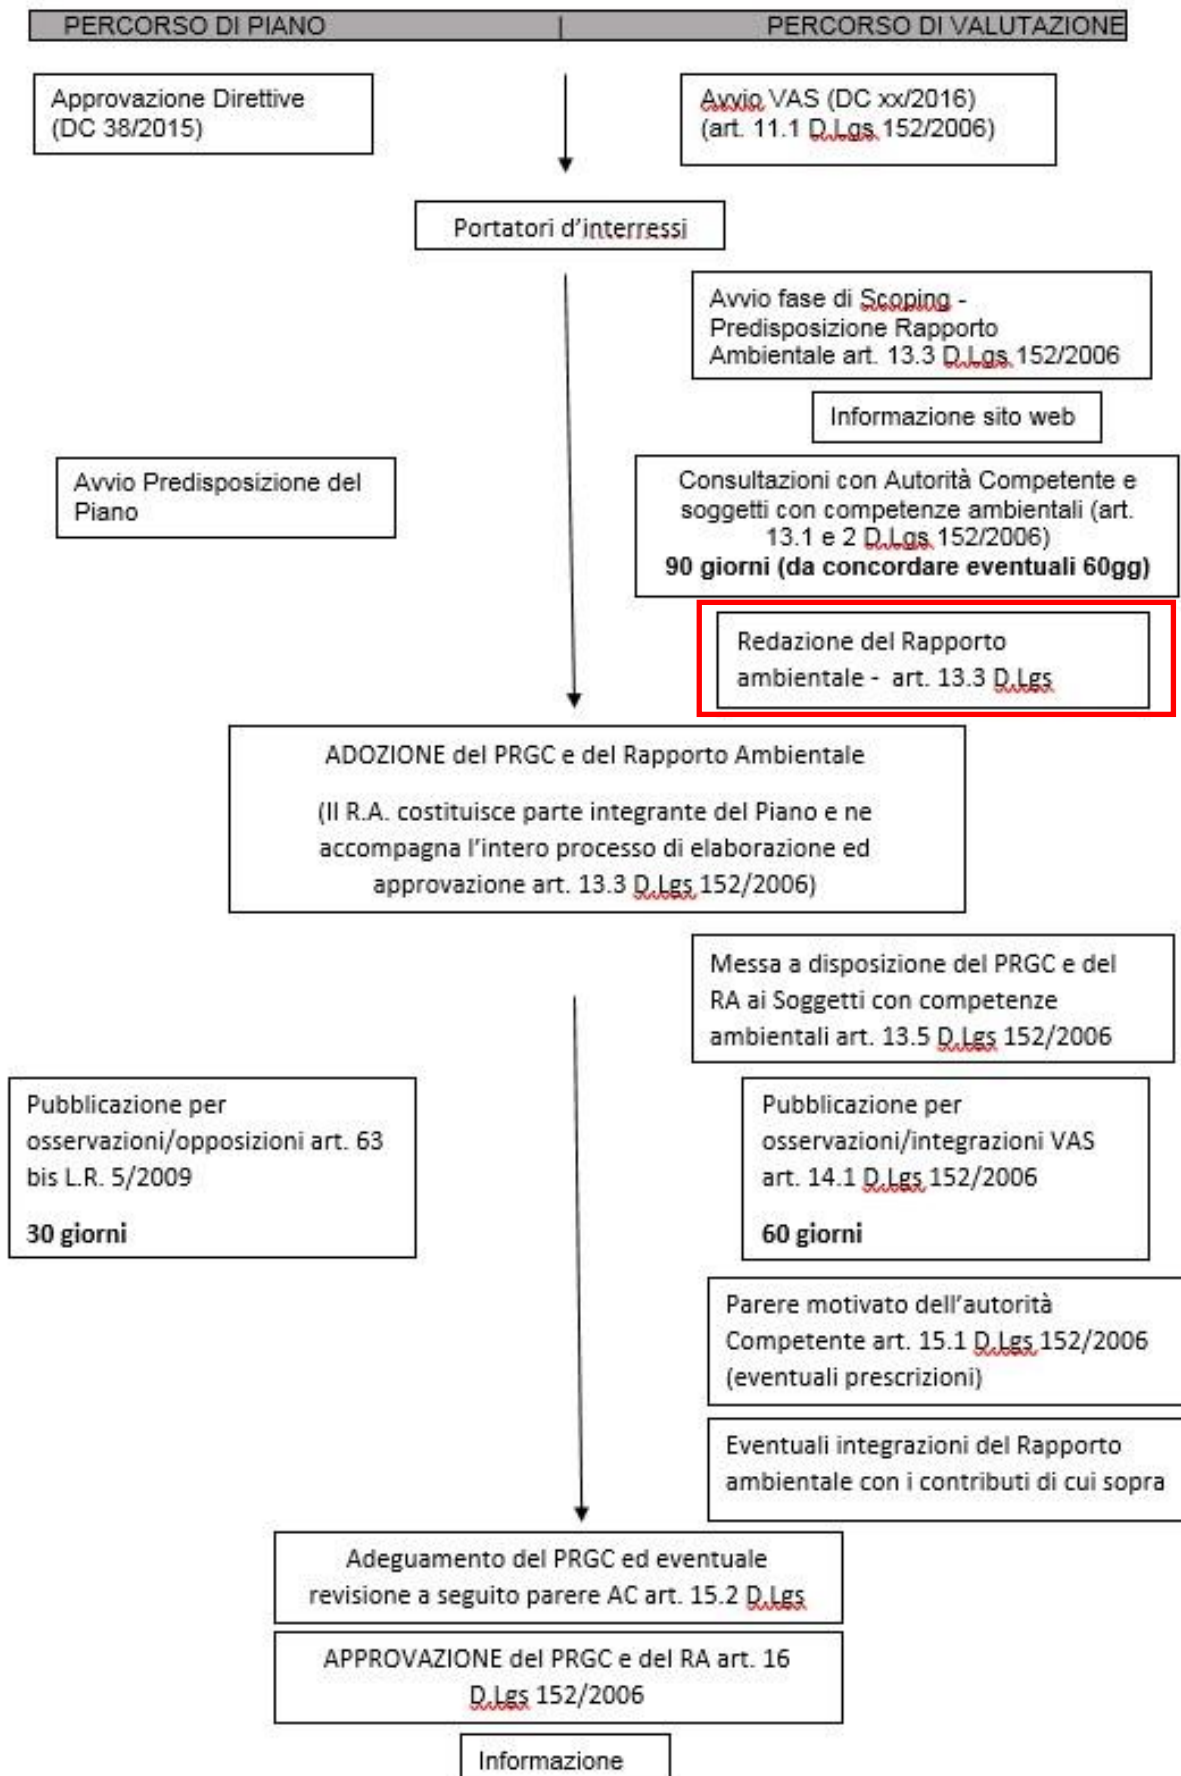 PERCORSO DI PIANO | PERCORSO DI VALUTAZIONE
Approvazione Direttive
(DC 38/2015)
Avvio VAS (DC xx/2016)
(art. 11.1 D.Lgs. 152/2006)
Portatori d'interressi
Avvio fase di Scoping -
Predisposizione Rapporto
Ambientale art. 13.3 D.Lgs. 152/2006
Informazione sito web
Avvio Predisposizione del
Piano
Consultazioni con Autorità Competente e
soggetti con competenze ambientali (art.
13.1 e 2 D.Lgs. 152/2006)
90 giorni (da concordare eventuali 60gg)
Redazione del Rapporto
ambientale - art. 13.3 D.Lgs
ADOZIONE del PRGC e del Rapporto Ambientale
(Il R.A. costituisce parte integrante del Piano e ne
accompagna l'intero processo di elaborazione ed
approvazione art. 13.3 D.Lgs 152/2006)
Messa a disposizione del PRGC e del
RA ai Soggetti con competenze
ambientali art. 13.5 D.Lgs 152/2006
Pubblicazione per
osservazioni/opposizioni art. 63
bis L.R. 5/2009
30 giorni
Pubblicazione per
osservazioni/integrazioni VAS
art. 14.1 D.Lgs 152/2006
60 giorni
Parere motivato dell'autorità
Competente art. 15.1 D.Lgs 152/2006
(eventuali prescrizioni)
Eventuali integrazioni del Rapporto
ambientale con i contributi di cui sopra
Adeguamento del PRGC ed eventuale
revisione a seguito parere AC art. 15.2 D.Lgs
APPROVAZIONE del PRGC e del RA art. 16
D.Lgs 152/2006
Informazione